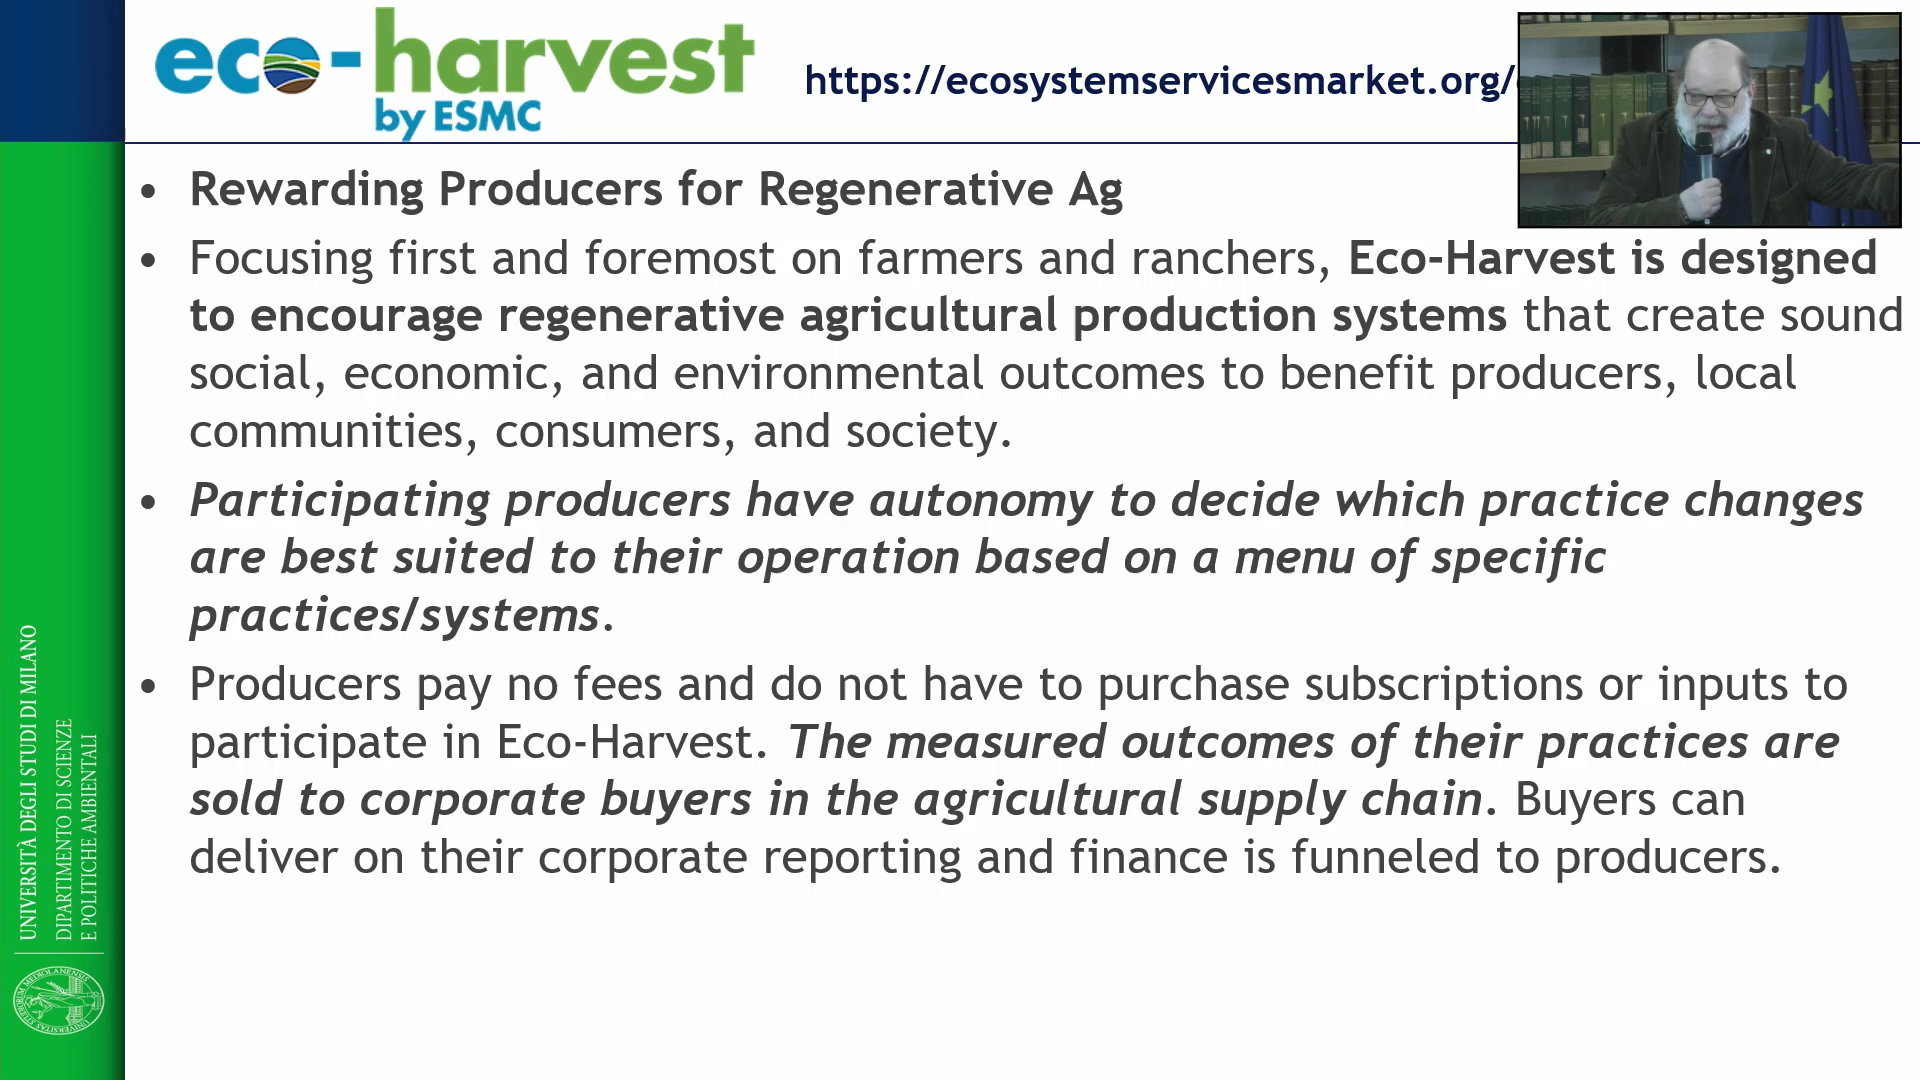 eco-harvest
by ESMC
https://ecosystemservicesmarket.org/
• Rewarding Producers for Regenerative Ag
• Focusing first and foremost on farmers and ranchers, Eco-Harvest is designed
to encourage regenerative agricultural production systems that create sound
social, economic, and environmental outcomes to benefit producers, local
communities, consumers, and society.
• Participating producers have autonomy to decide which practice changes
are best suited to their operation based on a menu of specific
practices/systems.
• Producers pay no fees and do not have to purchase subscriptions or inputs to
participate in Eco-Harvest. The measured outcomes of their practices are
sold to corporate buyers in the agricultural supply chain. Buyers can
deliver on their corporate reporting and finance is funneled to producers.
UNIVERSITÀ DEGLI STUDI DI MILANO
DIPARTIMENTO DI SCIENZE
E POLITICHE AMBIENTALI